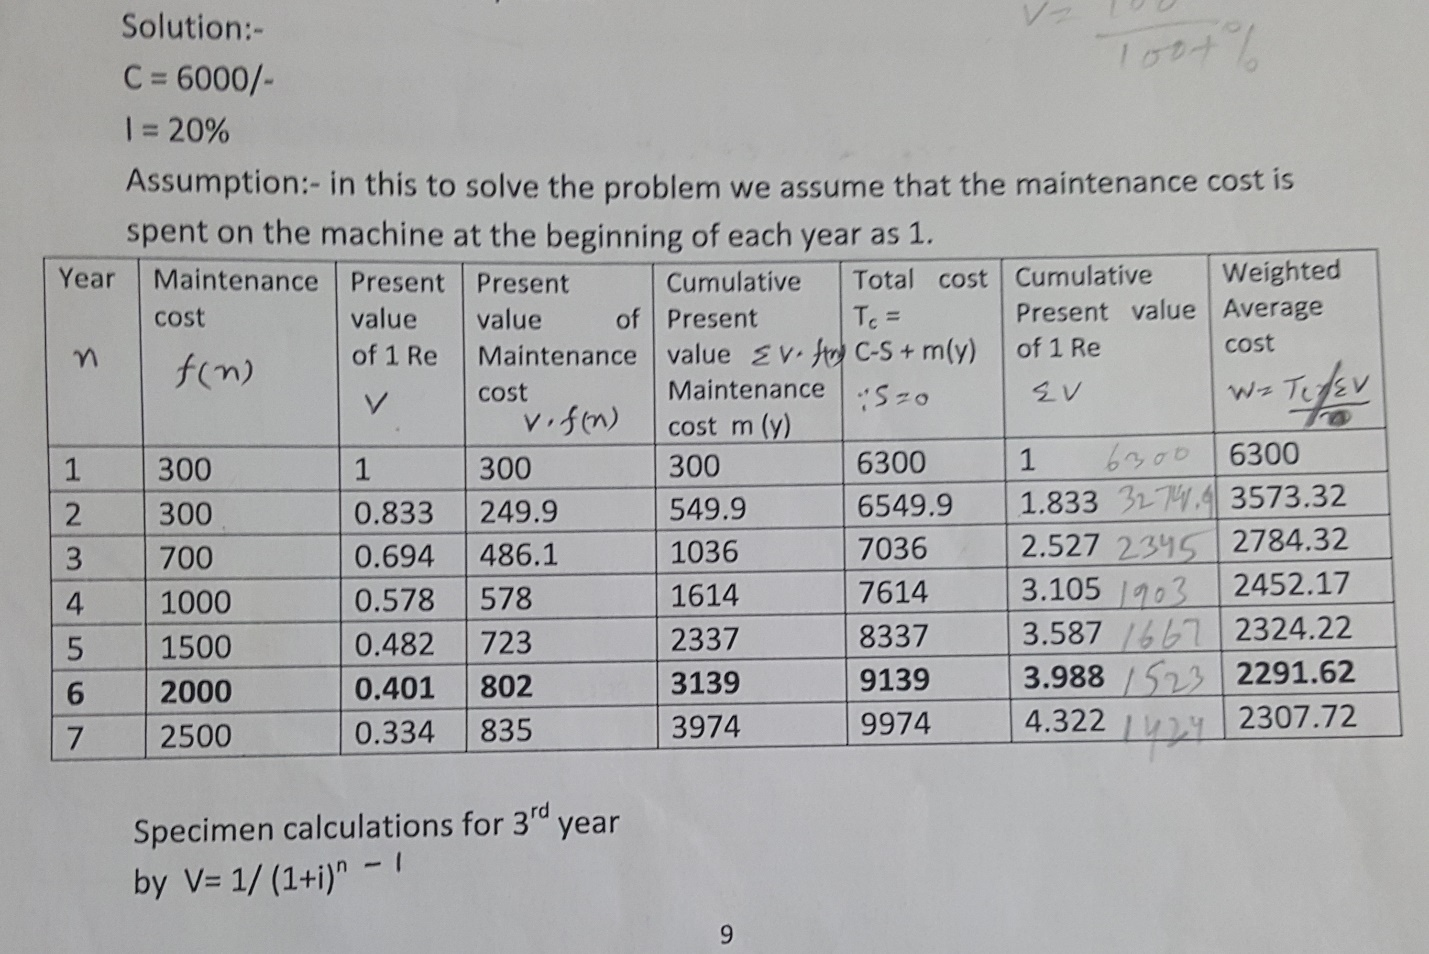 V=
100+%
Solution:-
C = 6000/-
I = 20%
Assumption:- in this to solve the problem we assume that the maintenance cost is
spent on the machine at the beginning of each year as 1.
Year n | Maintenance cost f(n) | Present value of 1 Re V | Present value of Maintenance cost V.f(n) | Cumulative Present value ΣV.f(n) Maintenance cost m (y) | Total cost Tc = C-S + m(y) ∵S=0 | Cumulative Present value of 1 Re ΣV | Weighted Average cost W= Tc/ΣV
1 | 300 | 1 | 300 | 300 | 6300 | 1 6300 | 6300
2 | 300 | 0.833 | 249.9 | 549.9 | 6549.9 | 1.833 3274.9 | 3573.32
3 | 700 | 0.694 | 486.1 | 1036 | 7036 | 2.527 2345 | 2784.32
4 | 1000 | 0.578 | 578 | 1614 | 7614 | 3.105 1903 | 2452.17
5 | 1500 | 0.482 | 723 | 2337 | 8337 | 3.587 1667 | 2324.22
6 | 2000 | 0.401 | 802 | 3139 | 9139 | 3.988 1523 | 2291.62
7 | 2500 | 0.334 | 835 | 3974 | 9974 | 4.322 1424 | 2307.72
Specimen calculations for 3rd year
by V= 1/ (1+i)n - 1
9